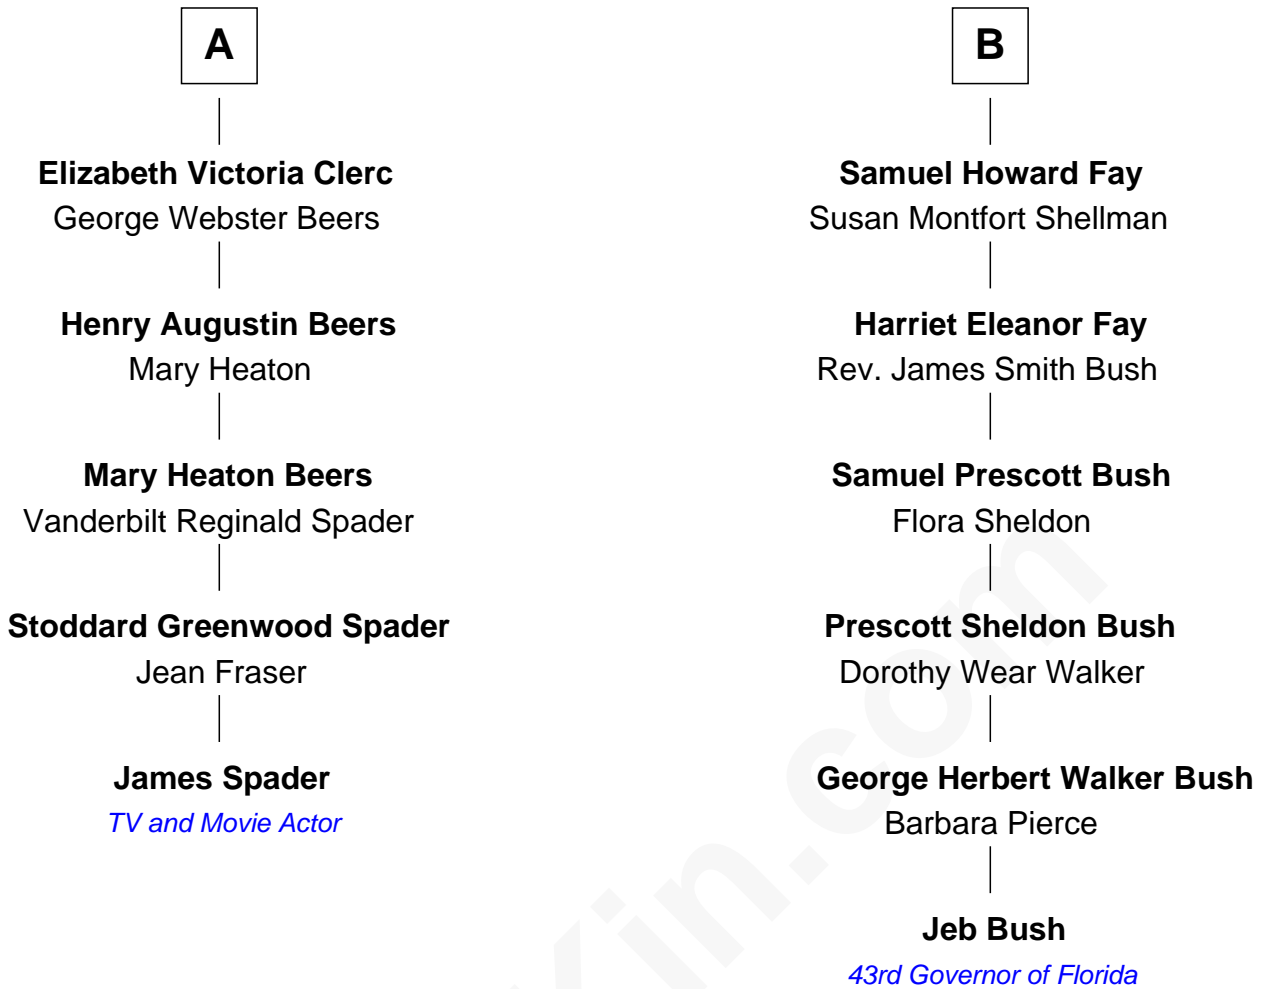 A
Elizabeth Victoria Clerc
George Webster Beers
Henry Augustin Beers
Mary Heaton
Mary Heaton Beers
Vanderbilt Reginald Spader
Stoddard Greenwood Spader
Jean Fraser
James Spader
TV and Movie Actor
B
Samuel Howard Fay
Susan Montfort Shellman
Harriet Eleanor Fay
Rev. James Smith Bush
Samuel Prescott Bush
Flora Sheldon
Prescott Sheldon Bush
Dorothy Wear Walker
George Herbert Walker Bush
Barbara Pierce
Jeb Bush
43rd Governor of Florida
Kin.com